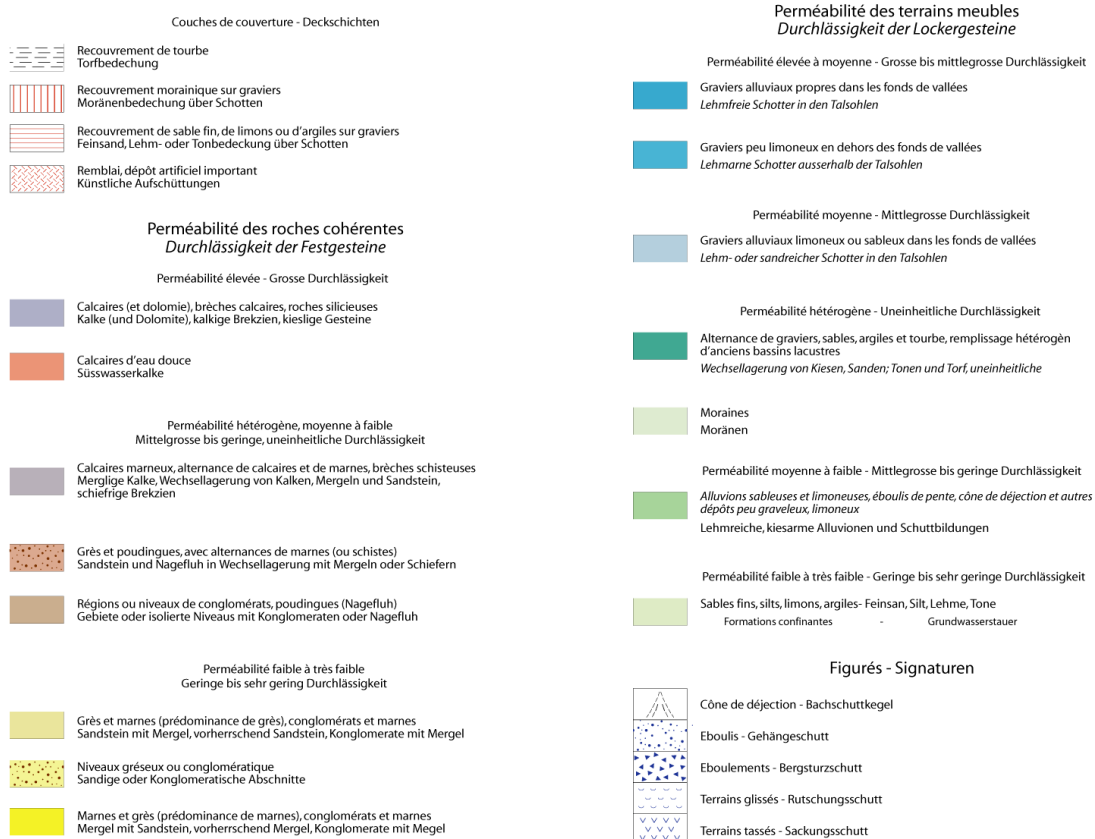 Couches de couverture - Deckschichten
Recouvrement de tourbe
Torfbedechung
Recouvrement morainique sur graviers
Moränenbedechung über Schotten
Recouvrement de sable fin, de limons ou d'argiles sur graviers
Feinsand, Lehm- oder Tonbedeckung über Schotten
Remblai, dépôt artificiel important
Künstliche Aufschüttungen
Perméabilité des roches cohérentes
Durchlässigkeit der Festgesteine
Perméabilité élevée - Grosse Durchlässigkeit
Calcaires (et dolomie), brèches calcaires, roches silicieuses
Kalke (und Dolomite), kalkige Brekzien, kieslige Gesteine
Calcaires d'eau douce
Süsswasserkalke
Perméabilité hétérogène, moyenne à faible
Mittelgrosse bis geringe, uneinheitliche Durchlässigkeit
Calcaires marneux, alternance de calcaires et de marnes, brèches schisteuses
Merglige Kalke, Wechsellagerung von Kalken, Mergeln und Sandstein,
schiefrige Brekzien
Grès et poudingues, avec alternances de marnes (ou schistes)
Sandstein und Nagefluh in Wechsellagerung mit Mergeln oder Schiefern
Régions ou niveaux de conglomérats, poudingues (Nagefluh)
Gebiete oder isolierte Niveaus mit Konglomeraten oder Nagefluh
Perméabilité faible à très faible
Geringe bis sehr gering Durchlässigkeit
Grès et marnes (prédominance de grès), conglomérats et marnes
Sandstein mit Mergel, vorherrschend Sandstein, Konglomerate mit Mergel
Niveaux gréseux ou conglomératique
Sandige oder Konglomeratische Abschnitte
Marnes et grès (prédominance de marnes), conglomérats et marnes
Mergel mit Sandstein, vorherrschend Mergel, Konglomerate mit Megel
Perméabilité des terrains meubles
Durchlässigkeit der Lockergesteine
Perméabilité élevée à moyenne - Grosse bis mittlegrosse Durchlässigkeit
Graviers alluviaux propres dans les fonds de vallées
Lehmfreie Schotter in den Talsohlen
Graviers peu limoneux en dehors des fonds de vallées
Lehmarne Schotter ausserhalb der Talsohlen
Perméabilité moyenne - Mittlegrosse Durchlässigkeit
Graviers alluviaux limoneux ou sableux dans les fonds de vallées
Lehm- oder sandreicher Schotter in den Talsohlen
Perméabilité hétérogène - Uneinheitliche Durchlässigkeit
Alternance de graviers, sables, argiles et tourbe, remplissage hétérogèn
d'anciens bassins lacustres
Wechsellagerung von Kiesen, Sanden; Tonen und Torf, uneinheitliche
Moraines
Moränen
Perméabilité moyenne à faible - Mittlegrosse bis geringe Durchlässigkeit
Alluvions sableuses et limoneuses, éboulis de pente, cône de déjection et autres
dépôts peu graveleux, limoneux
Lehmreiche, kiesarme Alluvionen und Schuttbildungen
Perméabilité faible à très faible - Geringe bis sehr geringe Durchlässigkeit
Sables fins, silts, limons, argiles- Feinsan, Silt, Lehme, Tone
Formations confinantes - Grundwasserstauer
Figurés - Signaturen
Cône de déjection - Bachschuttkegel
Eboulis - Gehängeschutt
Eboulements - Bergsturzschutt
Terrains glissés - Rutschungsschutt
Terrains tassés - Sackungsschutt